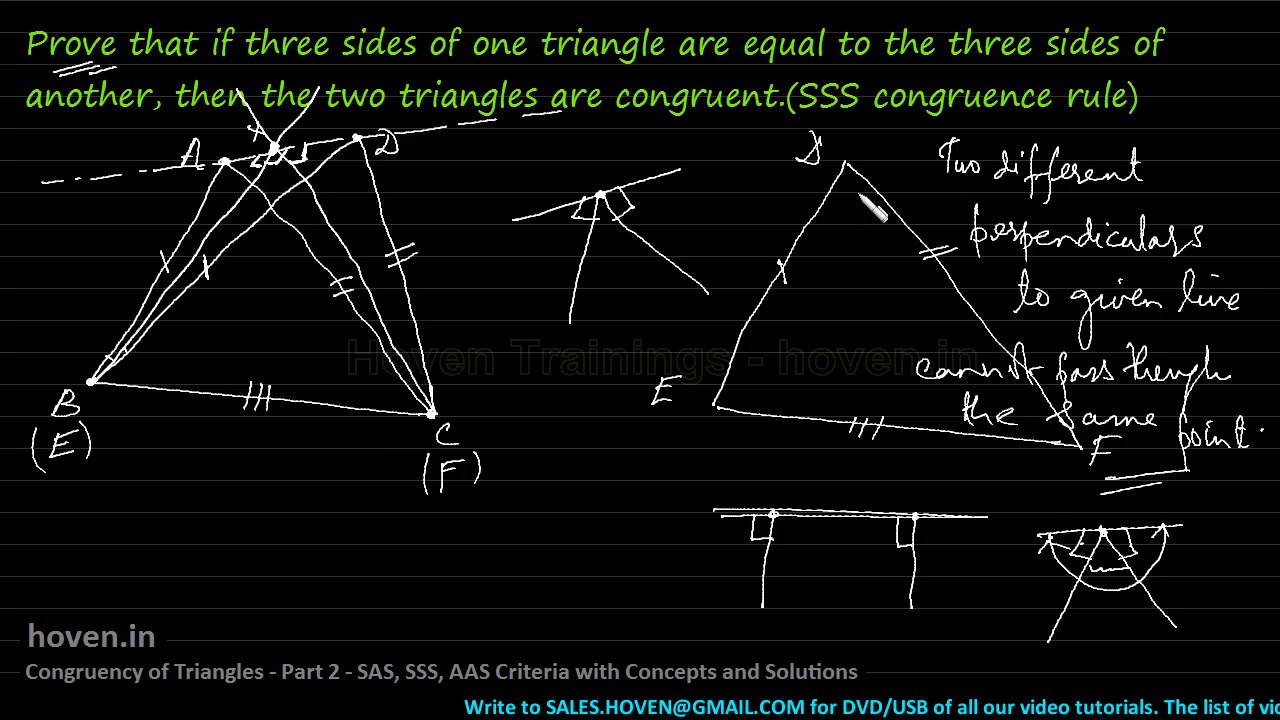 Prove that if three sides of one triangle are equal to the three sides of
another, then the two triangles are congruent.(SSS congruence rule)
A
D
B
(E)
C
(F)
E
F
Two different
perpendiculars
to given line
cannot pass through
the same
point.
Hoven Trainings - hoven.in
hoven.in
Congruency of Triangles - Part 2 - SAS, SSS, AAS Criteria with Concepts and Solutions
Write to SALES.HOVEN@GMAIL.COM for DVD/USB of all our video tutorials. The list of vi